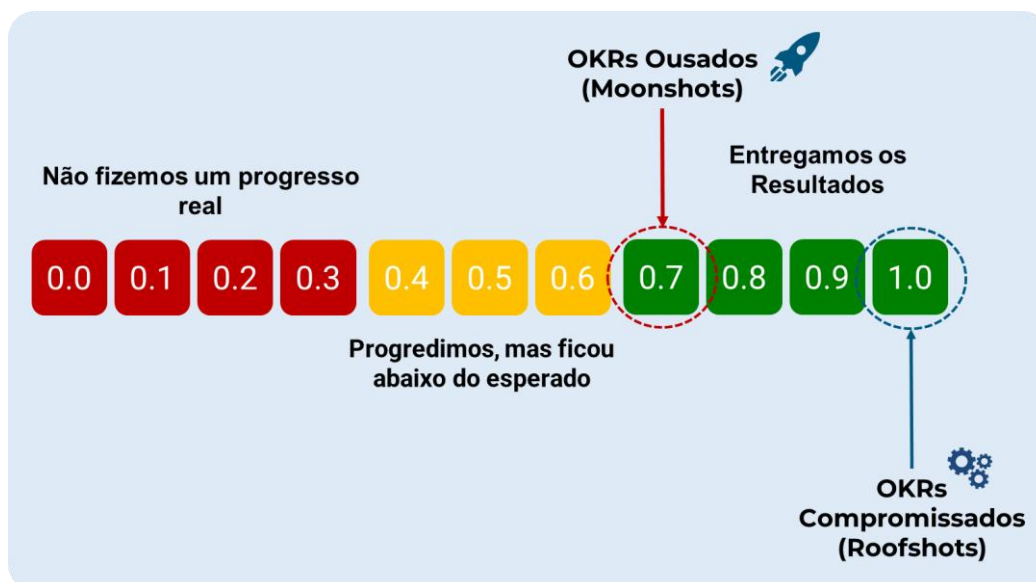 OKRs Ousados
(Moonshots)
Não fizemos um progresso
real
Entregamos os
Resultados
0.0 0.1 0.2 0.3 0.4 0.5 0.6 0.7 0.8 0.9 1.0
Progredimos, mas ficou
abaixo do esperado
OKRs
Compromissados
(Roofshots)